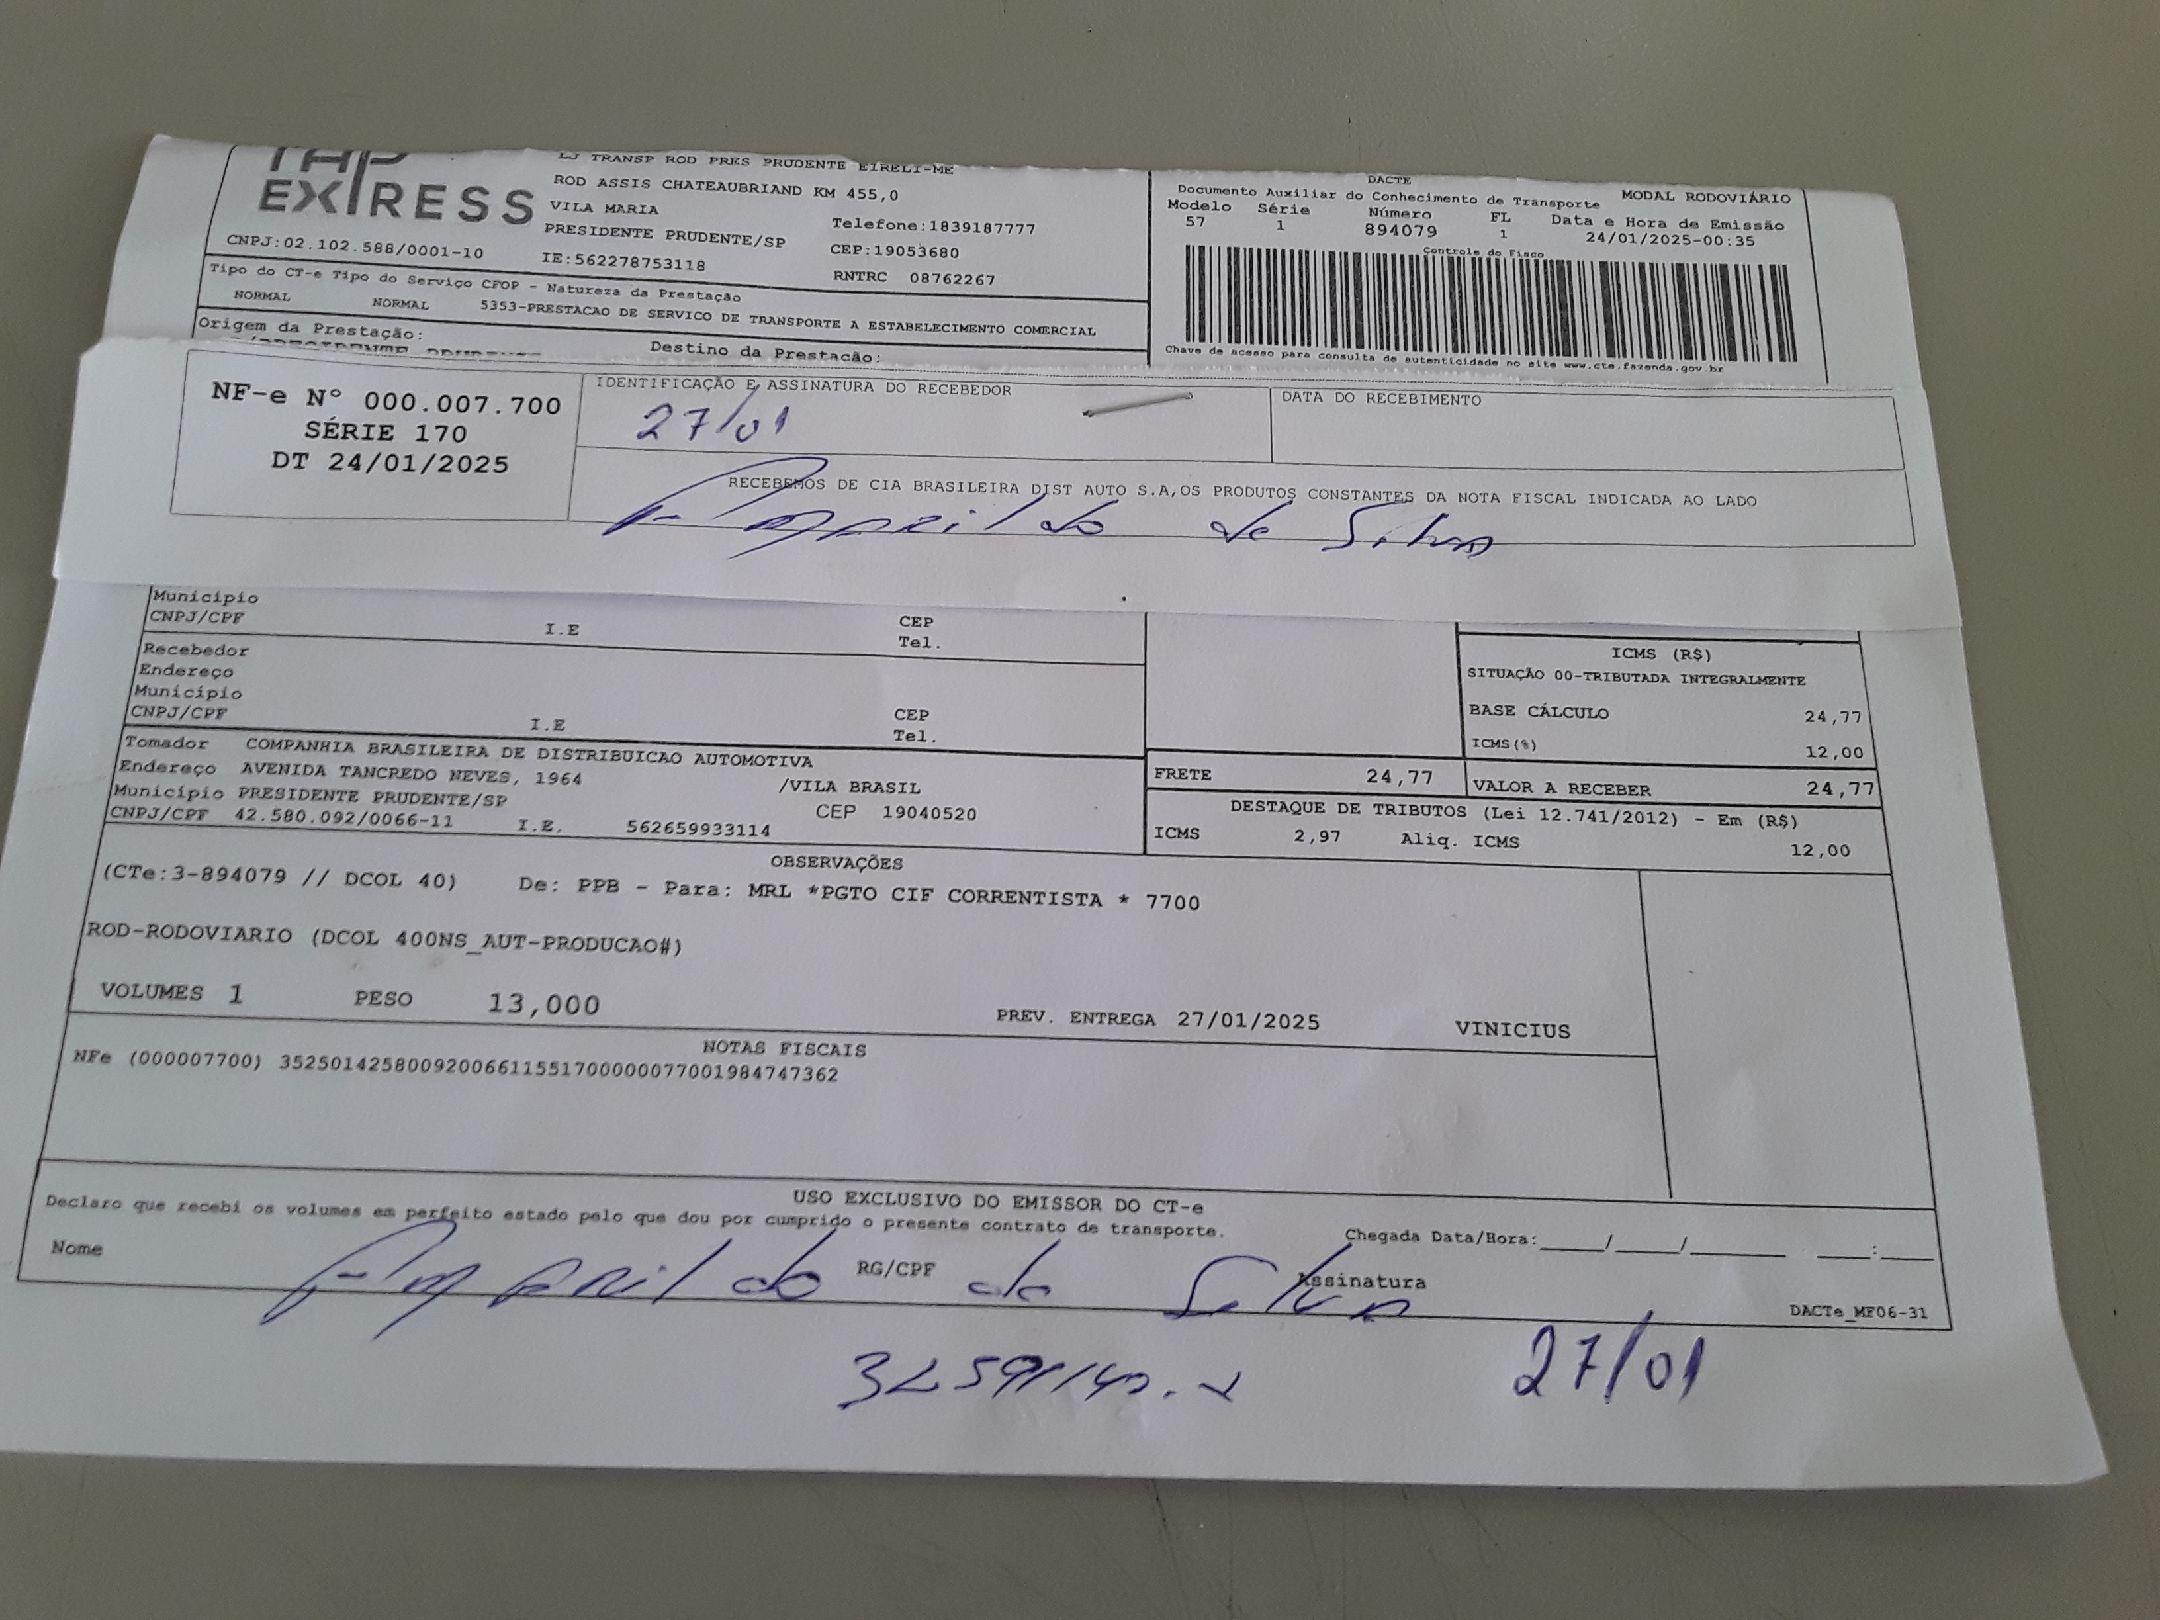 TAP
EXPRESS
LJ TRANSP ROD PRES PRUDENTE EIRELI-ME
ROD ASSIS CHATEAUBRIAND KM 455,0
VILA MARIA
Telefone:1839187777
PRESIDENTE PRUDENTE/SP
CEP:19053680
CNPJ:02.102.588/0001-10
IE:562278753118
RNTRC 08762267
DACTE
Documento Auxiliar do Conhecimento de Transporte
MODAL RODOVIÁRIO
Modelo Série Número FL Data e Hora de Emissão
57 1 894079 1 24/01/2025-00:35
Controle do Fisco
Chave de acesso para consulta de autenticidade no site www.cte.fazenda.gov.br
Tipo do CT-e Tipo do Serviço CFOP - Natureza da Prestação
NORMAL NORMAL 5353-PRESTACAO DE SERVICO DE TRANSPORTE A ESTABELECIMENTO COMERCIAL
Origem da Prestação:
Destino da Prestação:
NF-e Nº 000.007.700
SÉRIE 170
DT 24/01/2025
IDENTIFICAÇÃO E ASSINATURA DO RECEBEDOR
27/01
DATA DO RECEBIMENTO
RECEBEMOS DE CIA BRASILEIRA DIST AUTO S.A,OS PRODUTOS CONSTANTES DA NOTA FISCAL INDICADA AO LADO
de Silva
Município
CNPJ/CPF I.E CEP
Tel.
Recebedor
Endereço
Município
CNPJ/CPF I.E CEP
Tel.
ICMS (R$)
SITUAÇÃO 00-TRIBUTADA INTEGRALMENTE
BASE CÁLCULO 24,77
ICMS(%) 12,00
Tomador COMPANHIA BRASILEIRA DE DISTRIBUICAO AUTOMOTIVA
Endereço AVENIDA TANCREDO NEVES, 1964 /VILA BRASIL
Município PRESIDENTE PRUDENTE/SP CEP 19040520
CNPJ/CPF 42.580.092/0066-11 I.E. 562659933114
FRETE 24,77 VALOR A RECEBER 24,77
DESTAQUE DE TRIBUTOS (Lei 12.741/2012) - Em (R$)
ICMS 2,97 Aliq. ICMS 12,00
OBSERVAÇÕES
(CTe:3-894079 // DCOL 40) De: PPB - Para: MRL *PGTO CIF CORRENTISTA * 7700
ROD-RODOVIARIO (DCOL 400NS_AUT-PRODUCAO#)
VOLUMES 1 PESO 13,000 PREV. ENTREGA 27/01/2025 VINICIUS
NOTAS FISCAIS
NFe (000007700) 35250142580092006611551700000077001984747362
USO EXCLUSIVO DO EMISSOR DO CT-e
Declaro que recebi os volumes em perfeito estado pelo que dou por cumprido o presente contrato de transporte.
Chegada Data/Hora:_____/_____/_______ ____:____
Nome RG/CPF Assinatura
da Silva
DACTe_MF06-31
27/01